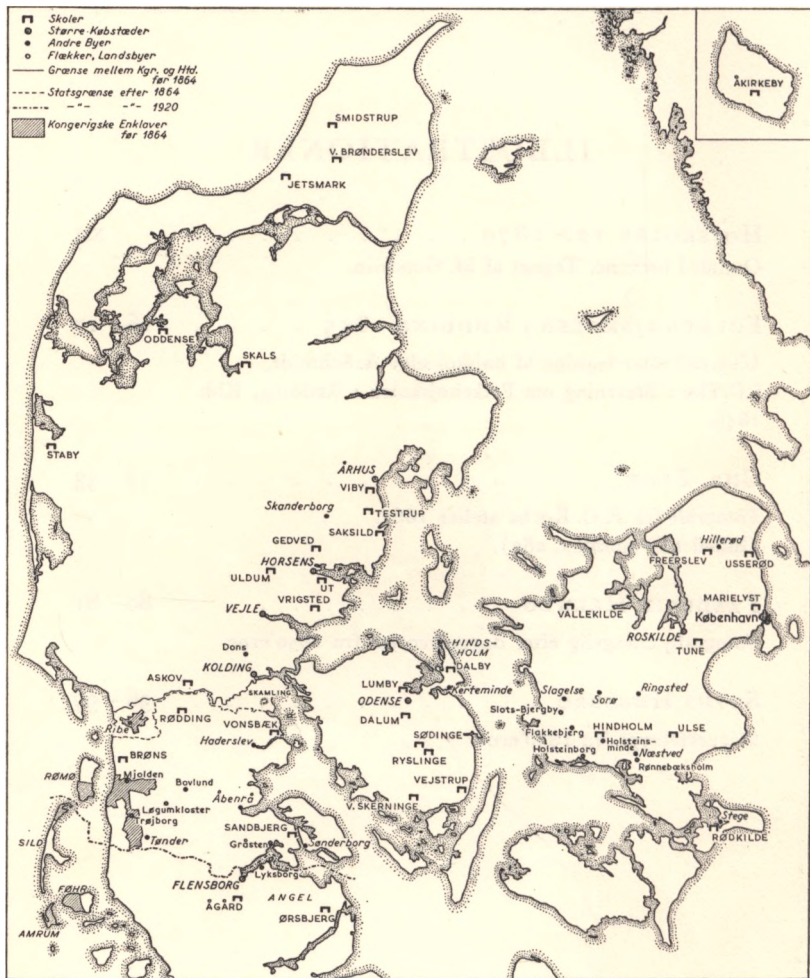 Skoler
Større Købstæder
Andre Byer
Flækker, Landsbyer
Grænse mellem Kgr. og Htd.
før 1864
Statsgrænse efter 1864
–"– –"– 1920
Kongerigske Enklaver
før 1864
ÅKIRKEBY
SMIDSTRUP
V. BRØNDERSLEV
JETSMARK
ODDENSE
SKALS
STABY
ÅRHUS
VIBY
Skanderborg
TESTRUP
SAKSILD
GEDVED
HORSENS
ULDUM
UT
VRIGSTED
VEJLE
Hillerød
FREERSLEV
USSERØD
VALLEKILDE
MARIELYST
København
ROSKILDE
TUNE
Dons
KOLDING
ASKOV
SKAMLING
RØDDING
VONSBÆK
Ribe
Haderslev
HINDS-
HOLM
DALBY
LUMBY
Kerteminde
ODENSE
DALUM
SØDINGE
RYSLINGE
VEJSTRUP
V. SKERNINGE
Slagelse
Sorø
Ringsted
Slots-Bjergby
Flakkebjerg
HINDHOLM
ULSE
Holsteins-
minde
Holsteinborg
Næstved
Rønnebæksholm
Stege
RØDKILDE
BRØNS
RØMØ
Mjolden
Bovlund
Åbenrå
Løgumkloster
Trøjborg
SANDBJERG
Tønder
Gråsten
Sønderborg
SILD
Lyksborg
FLENSBORG
FØHR
ANGEL
ÅGÅRD
ØRSBJERG
AMRUM